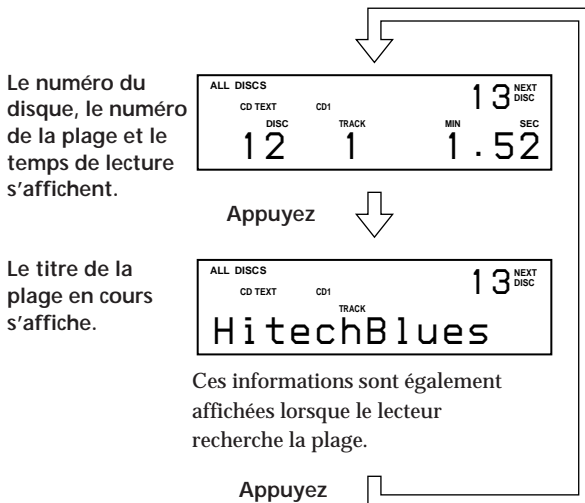 Le numéro du
disque, le numéro
de la plage et le
temps de lecture
s'affichent.
ALL DISCS
CD TEXT CD1 13 NEXT DISC
DISC TRACK MIN SEC
12 1 1.52
Appuyez
Le titre de la
plage en cours
s'affiche.
ALL DISCS
CD TEXT CD1 13 NEXT DISC
TRACK
HitechBlues
Ces informations sont également
affichées lorsque le lecteur
recherche la plage.
Appuyez